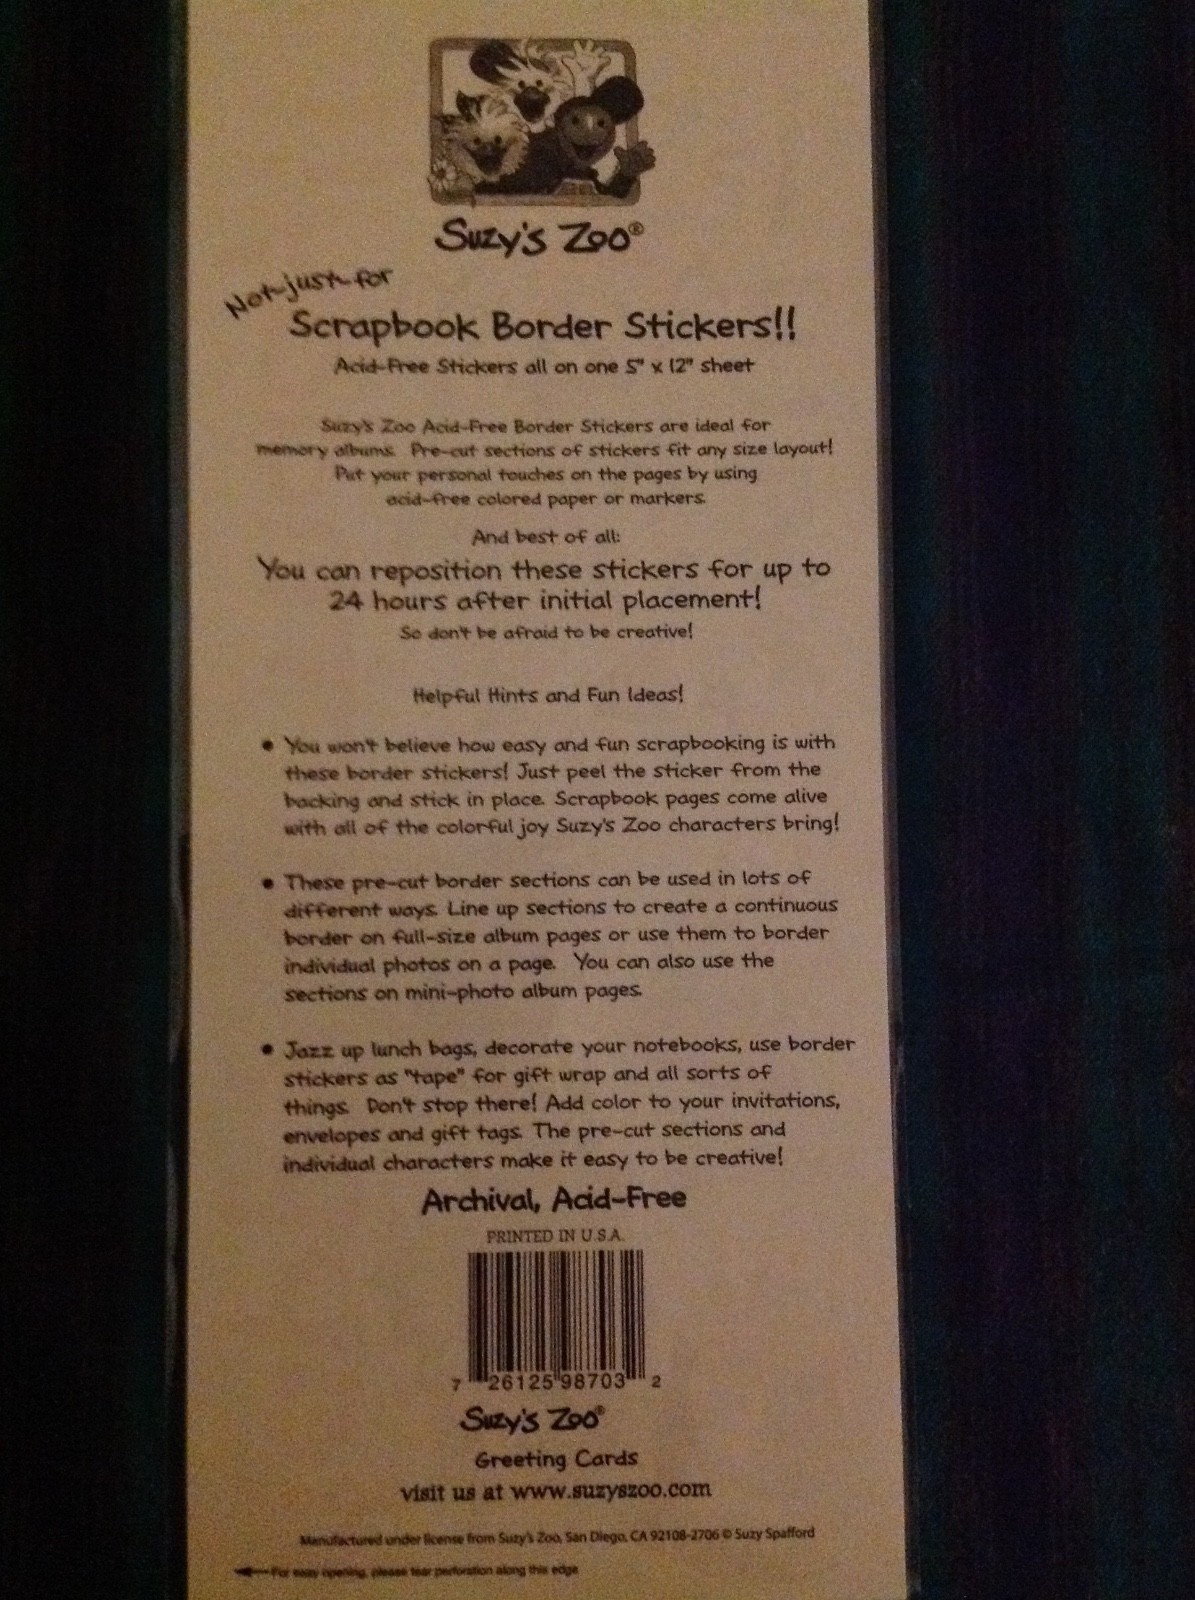 Suzy's Zoo®
Not-just-for
Scrapbook Border Stickers!!
Acid-Free Stickers all on one 5" x 12" sheet
Suzy's Zoo Acid-Free Border Stickers are ideal for
memory albums. Pre-cut sections of stickers fit any size layout!
Put your personal touches on the pages by using
acid-free colored paper or markers.
And best of all:
You can reposition these stickers for up to
24 hours after initial placement!
So don't be afraid to be creative!
Helpful Hints and Fun Ideas!
• You won't believe how easy and fun scrapbooking is with
these border stickers! Just peel the sticker from the
backing and stick in place. Scrapbook pages come alive
with all of the colorful joy Suzy's Zoo characters bring!
• These pre-cut border sections can be used in lots of
different ways. Line up sections to create a continuous
border on full-size album pages or use them to border
individual photos on a page. You can also use the
sections on mini-photo album pages.
• Jazz up lunch bags, decorate your notebooks, use border
stickers as "tape" for gift wrap and all sorts of
things. Don't stop there! Add color to your invitations,
envelopes and gift tags. The pre-cut sections and
individual characters make it easy to be creative!
Archival, Acid-Free
PRINTED IN U.S.A.
7 26125 98703 2
Suzy's Zoo®
Greeting Cards
visit us at www.suzyszoo.com
Manufactured under license from Suzy's Zoo, San Diego, CA 92108-2706 © Suzy Spafford
For easy opening, please tear perforation along this edge